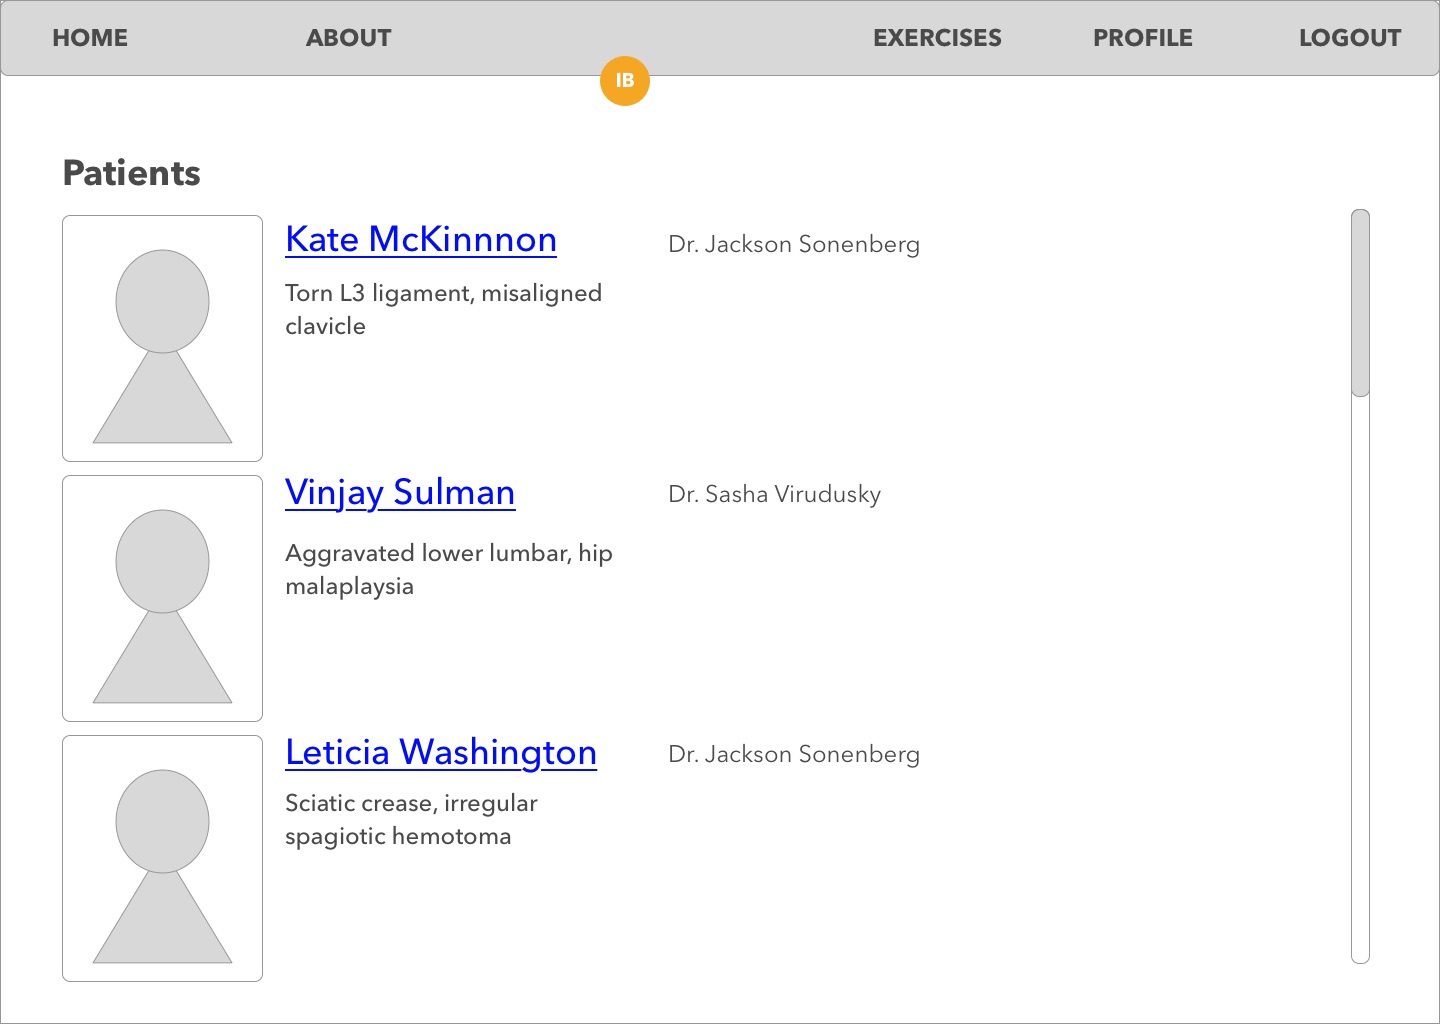 HOME ABOUT EXERCISES PROFILE LOGOUT
IB
Patients
Kate McKinnnon
Dr. Jackson Sonenberg
Torn L3 ligament, misaligned
clavicle
Vinjay Sulman
Dr. Sasha Virudusky
Aggravated lower lumbar, hip
malaplaysia
Leticia Washington
Dr. Jackson Sonenberg
Sciatic crease, irregular
spagiotic hemotoma